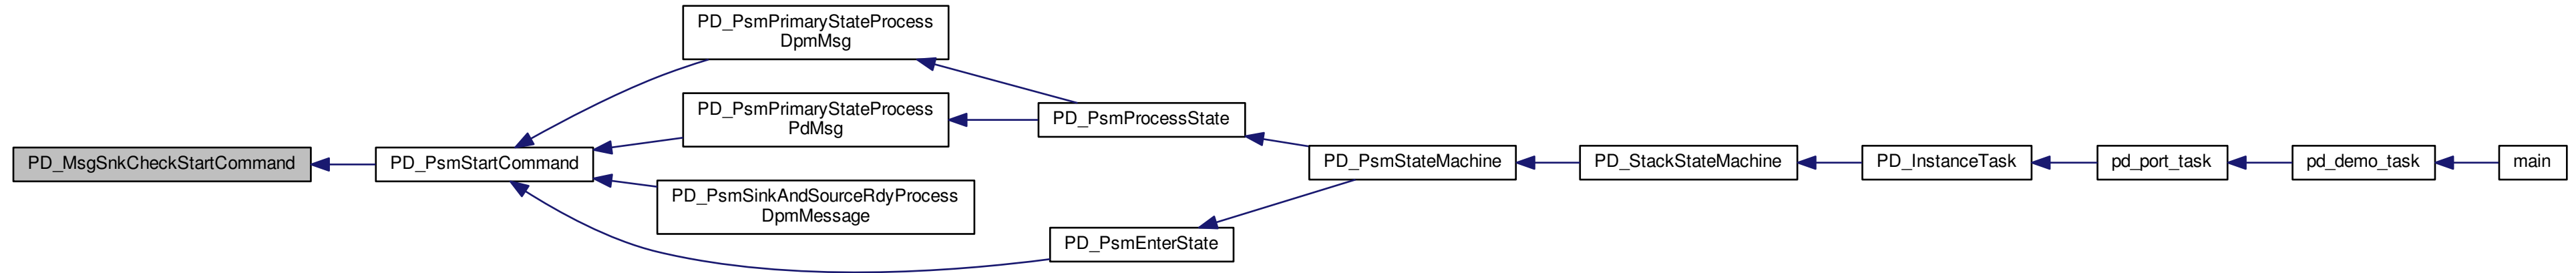 PD_MsgSnkCheckStartCommand
PD_PsmStartCommand
PD_PsmPrimaryStateProcess
DpmMsg
PD_PsmPrimaryStateProcess
PdMsg
PD_PsmSinkAndSourceRdyProcess
DpmMessage
PD_PsmProcessState
PD_PsmEnterState
PD_PsmStateMachine
PD_StackStateMachine
PD_InstanceTask
pd_port_task
pd_demo_task
main